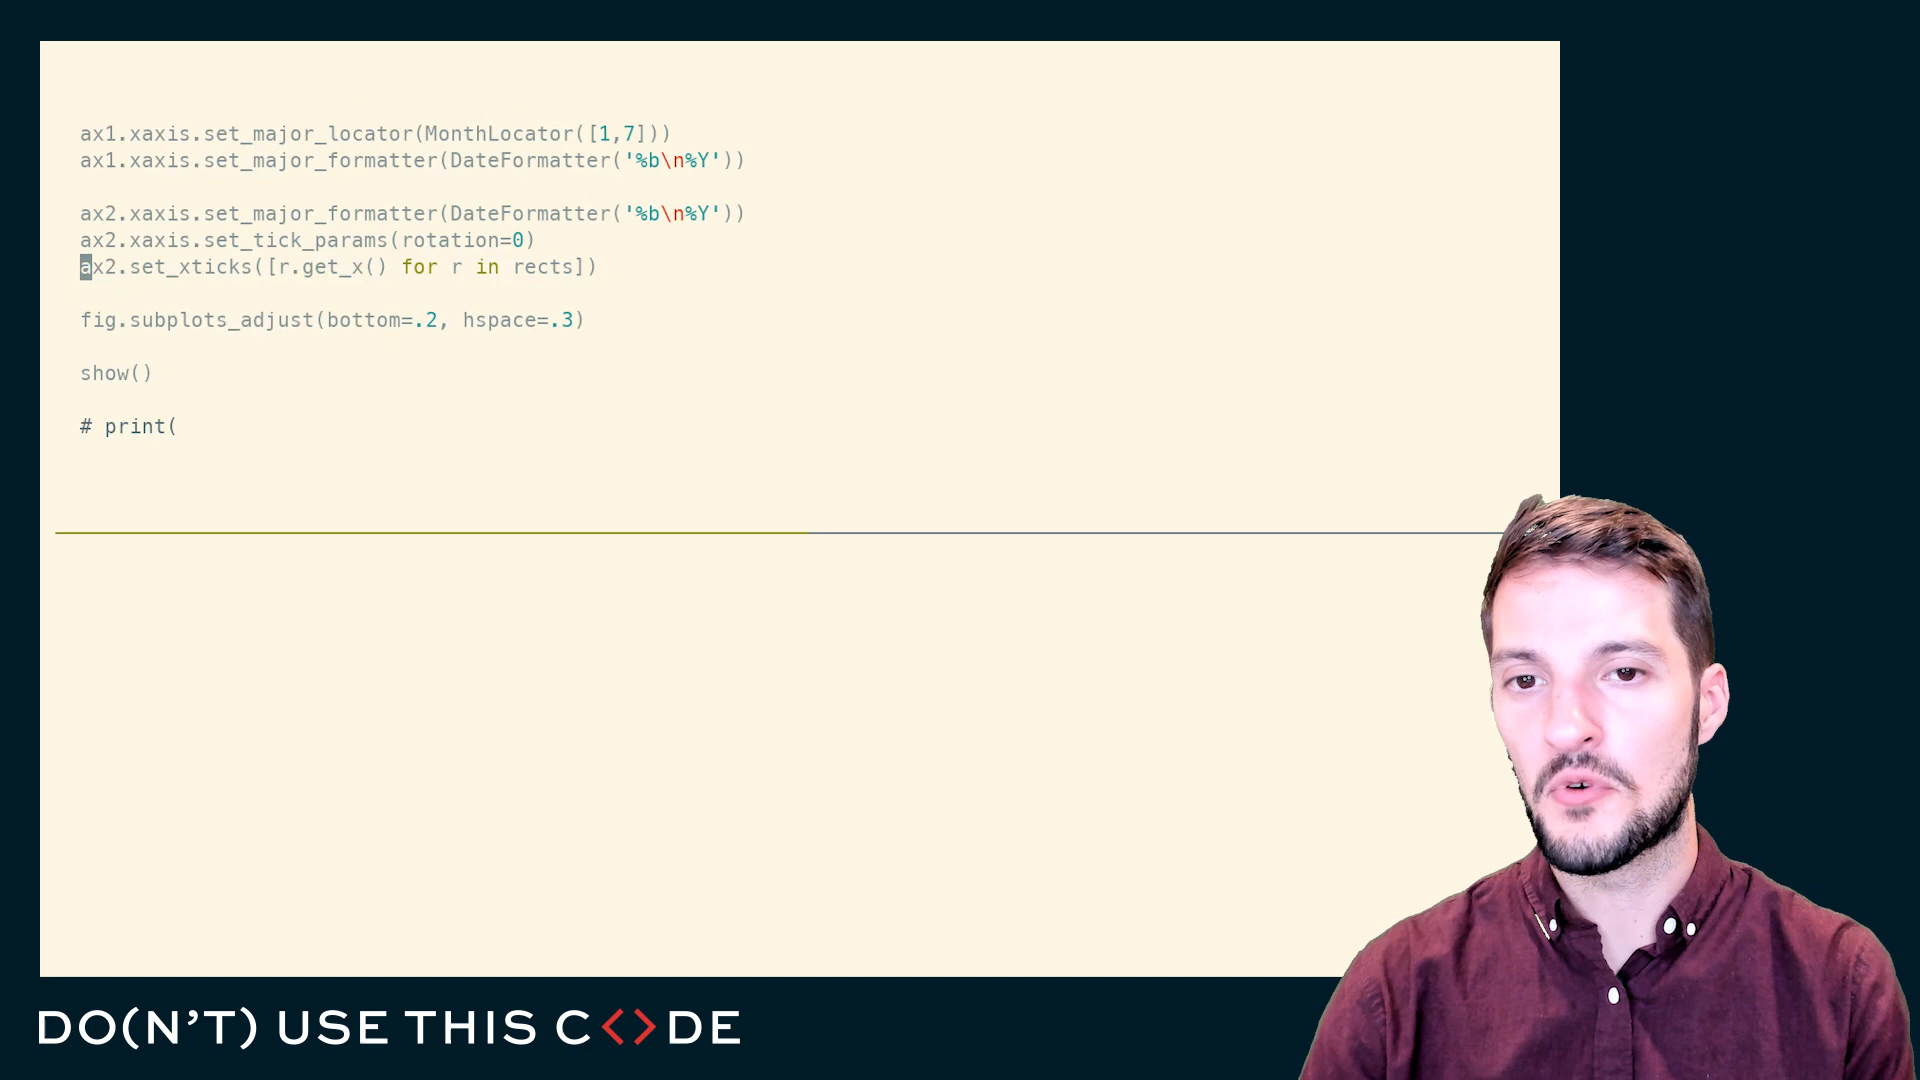 ax1.xaxis.set_major_locator(MonthLocator([1,7]))
ax1.xaxis.set_major_formatter(DateFormatter('%b\n%Y'))
ax2.xaxis.set_major_formatter(DateFormatter('%b\n%Y'))
ax2.xaxis.set_tick_params(rotation=0)
ax2.set_xticks([r.get_x() for r in rects])
fig.subplots_adjust(bottom=.2, hspace=.3)
show()
# print(
DO(N’T) USE THIS C<>DE